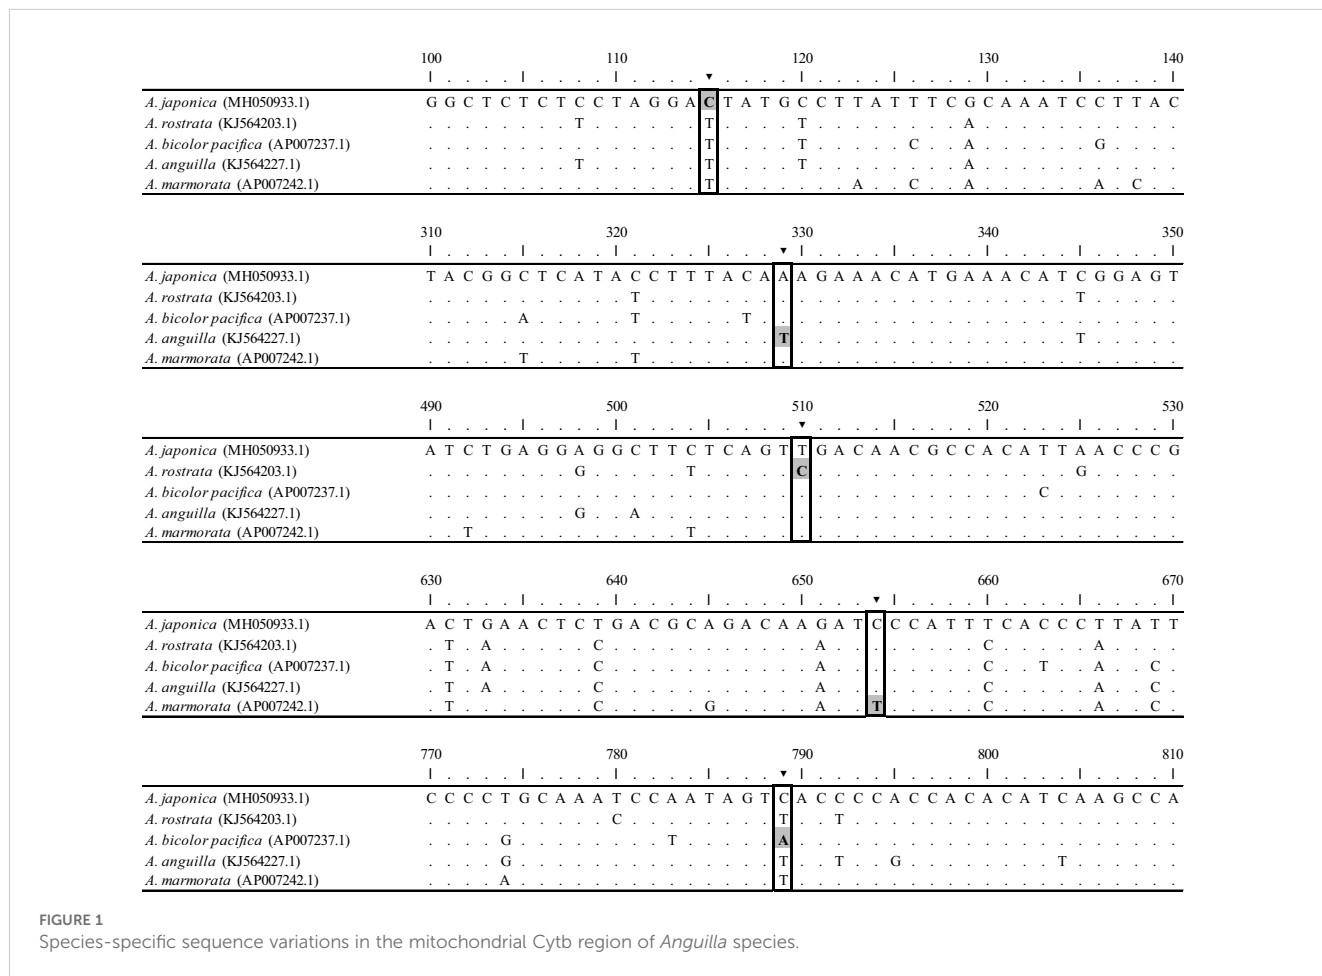 100 110 120 130 140
| . . . . | . . . . | . . . . ▾ . . . . | . . . . | . . . . | . . . . | . . . . |
A. japonica (MH050933.1) G G C T C T C T C C T A G G A C T A T G C C T T A T T T C G C A A A T C C T T A C
A. rostrata (KJ564203.1) . . . . . . . . T . . . . . . T . . . . T . . . . . . . . A . . . . . . . . . . .
A. bicolor pacifica (AP007237.1) . . . . . . . . . . . . . . . T . . . . T . . . . . C . . A . . . . . . G . . . .
A. anguilla (KJ564227.1) . . . . . . . . T . . . . . . T . . . . T . . . . . . . . A . . . . . . . . . . .
A. marmorata (AP007242.1) . . . . . . . . . . . . . . . T . . . . . . . A . . C . . A . . . . . . A . C . .
310 320 330 340 350
| . . . . | . . . . | . . . . | . . . ▾ | . . . . | . . . . | . . . . | . . . . |
A. japonica (MH050933.1) T A C G G C T C A T A C C T T T A C A A A G A A A C A T G A A A C A T C G G A G T
A. rostrata (KJ564203.1) . . . . . . . . . . . T . . . . . . . . . . . . . . . . . . . . . . . T . . . . .
A. bicolor pacifica (AP007237.1) . . . . . A . . . . . T . . . . . T . . . . . . . . . . . . . . . . . . . . . . .
A. anguilla (KJ564227.1) . . . . . . . . . . . . . . . . . . . T . . . . . . . . . . . . . . . T . . . . .
A. marmorata (AP007242.1) . . . . . T . . . . . T . . . . . . . . . . . . . . . . . . . . . . . . . . . . .
490 500 510 520 530
| . . . . | . . . . | . . . . | . . . . ▾ . . . . | . . . . | . . . . | . . . . |
A. japonica (MH050933.1) A T C T G A G G A G G C T T C T C A G T T G A C A A C G C C A C A T T A A C C C G
A. rostrata (KJ564203.1) . . . . . . . . G . . . . . T . . . . . C . . . . . . . . . . . . . . G . . . . .
A. bicolor pacifica (AP007237.1) . . . . . . . . . . . . . . . . . . . . . . . . . . . . . . . . . C . . . . . . .
A. anguilla (KJ564227.1) . . . . . . . . G . . A . . . . . . . . . . . . . . . . . . . . . . . . . . . . .
A. marmorata (AP007242.1) . . T . . . . . . . . . . . T . . . . . . . . . . . . . . . . . . . . . . . . . .
630 640 650 660 670
| . . . . | . . . . | . . . . | . . . . | . . . ▾ | . . . . | . . . . | . . . . |
A. japonica (MH050933.1) A C T G A A C T C T G A C G C A G A C A A G A T C C C A T T T C A C C C T T A T T
A. rostrata (KJ564203.1) . T . A . . . . . C . . . . . . . . . . . A . . . . . . . . C . . . . . A . . . .
A. bicolor pacifica (AP007237.1) . T . A . . . . . C . . . . . . . . . . . A . . . . . . . . C . . T . . A . . C .
A. anguilla (KJ564227.1) . T . A . . . . . C . . . . . . . . . . . A . . . . . . . . C . . . . . A . . C .
A. marmorata (AP007242.1) . T . . . . . . . C . . . . . G . . . . . A . . T . . . . . C . . . . . A . . C .
770 780 790 800 810
| . . . . | . . . . | . . . . | . . . ▾ | . . . . | . . . . | . . . . | . . . . |
A. japonica (MH050933.1) C C C C T G C A A A T C C A A T A G T C A C C C C A C C A C A C A T C A A G C C A
A. rostrata (KJ564203.1) . . . . . . . . . . C . . . . . . . . T . . T . . . . . . . . . . . . . . . . . .
A. bicolor pacifica (AP007237.1) . . . . G . . . . . . . . T . . . . . A . . . . . . . . . . . . . . . . . . . . .
A. anguilla (KJ564227.1) . . . . G . . . . . . . . . . . . . . T . . T . . G . . . . . . . . T . . . . . .
A. marmorata (AP007242.1) . . . . A . . . . . . . . . . . . . . T . . . . . . . . . . . . . . . . . . . . .
FIGURE 1
Species-specific sequence variations in the mitochondrial Cytb region of Anguilla species.